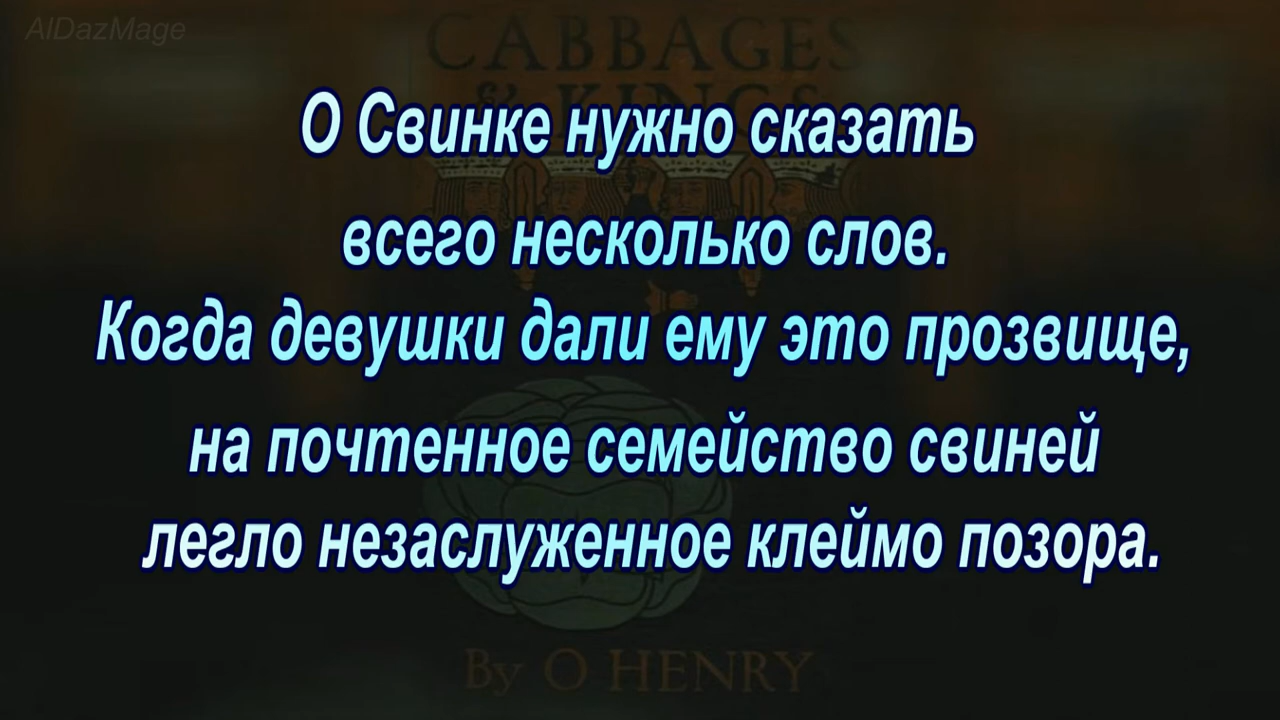 AlDazMage
CABBAGES
& KINGS
О Свинке нужно сказать
всего несколько слов.
Когда девушки дали ему это прозвище,
на почтенное семейство свиней
легло незаслуженное клеймо позора.
By O HENRY